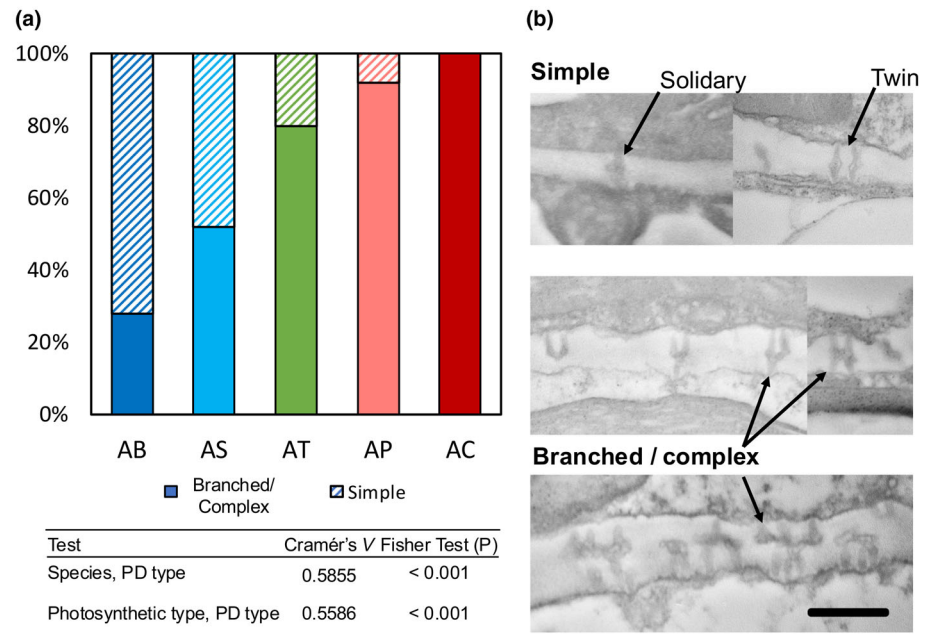 (a)
100%
80%
60%
40%
20%
0%
AB AS AT AP AC
Branched/
Complex
Simple
Test Cramér's V Fisher Test (P)
Species, PD type 0.5855 < 0.001
Photosynthetic type, PD type 0.5586 < 0.001
(b)
Simple
Solidary
Twin
Branched / complex